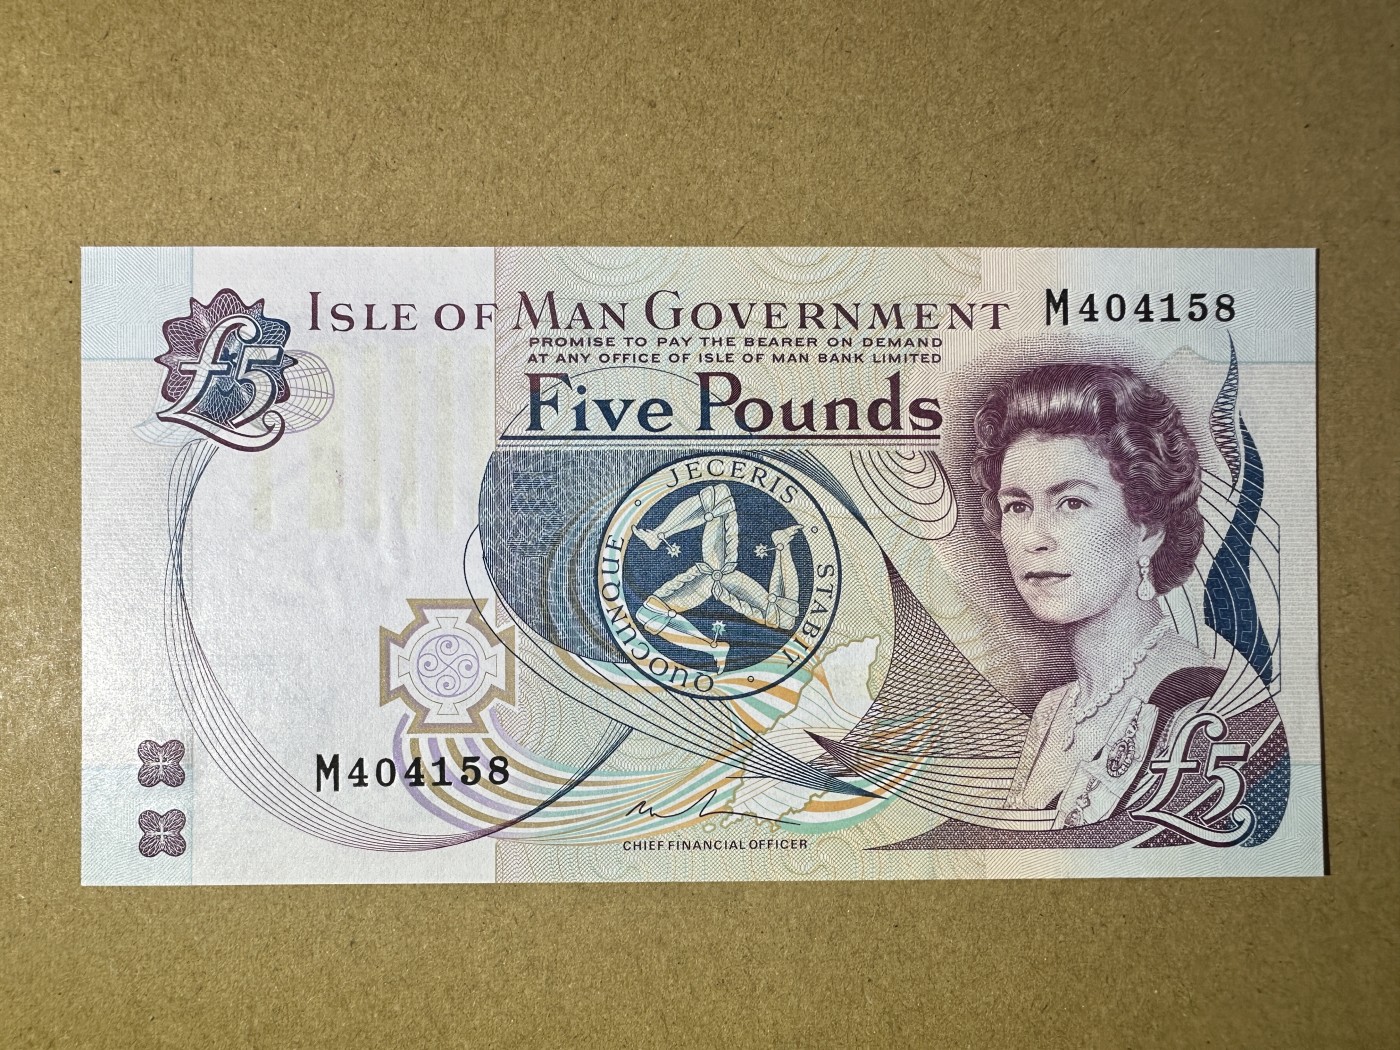 £5
ISLE OF MAN GOVERNMENT
M404158
PROMISE TO PAY THE BEARER ON DEMAND
AT ANY OFFICE OF ISLE OF MAN BANK LIMITED
Five Pounds
QUOCUNQUE JECERIS STABIT
M404158
CHIEF FINANCIAL OFFICER
£5